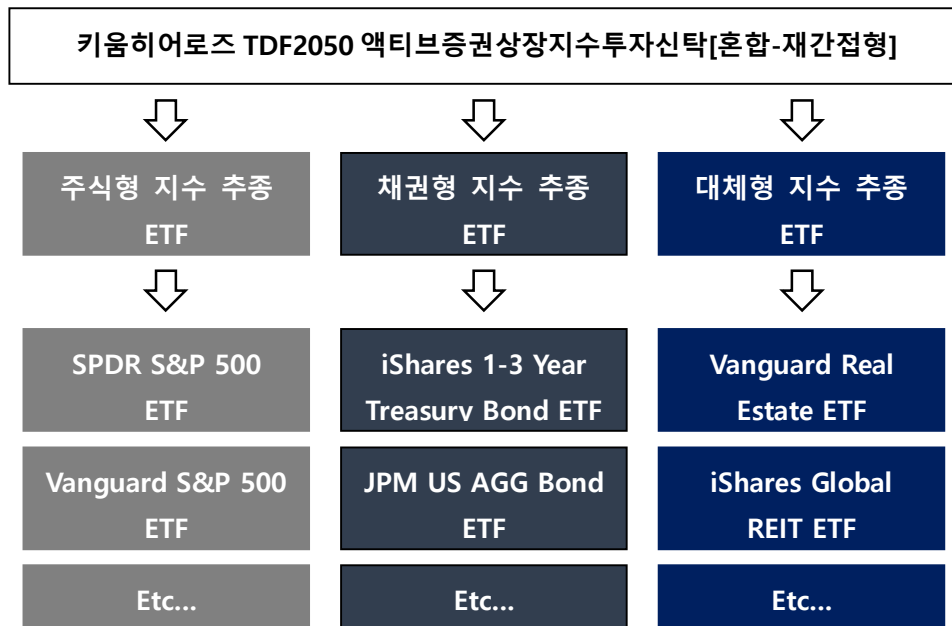 키움히어로즈 TDF2050 액티브증권상장지수투자신탁[혼합-재간접형]
주식형 지수 추종
ETF
채권형 지수 추종
ETF
대체형 지수 추종
ETF
SPDR S&P 500
ETF
iShares 1-3 Year
Treasury Bond ETF
Vanguard Real
Estate ETF
Vanguard S&P 500
ETF
JPM US AGG Bond
ETF
iShares Global
REIT ETF
Etc...
Etc...
Etc...